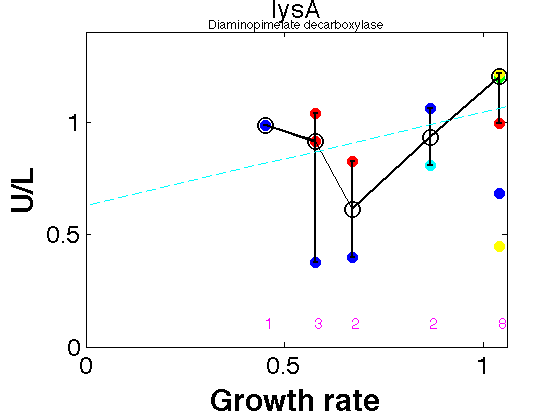 lysA
Diaminopimelate decarboxylase
U/L
1
0.5
0
1 3 2 2 8
0 0.5 1
Growth rate